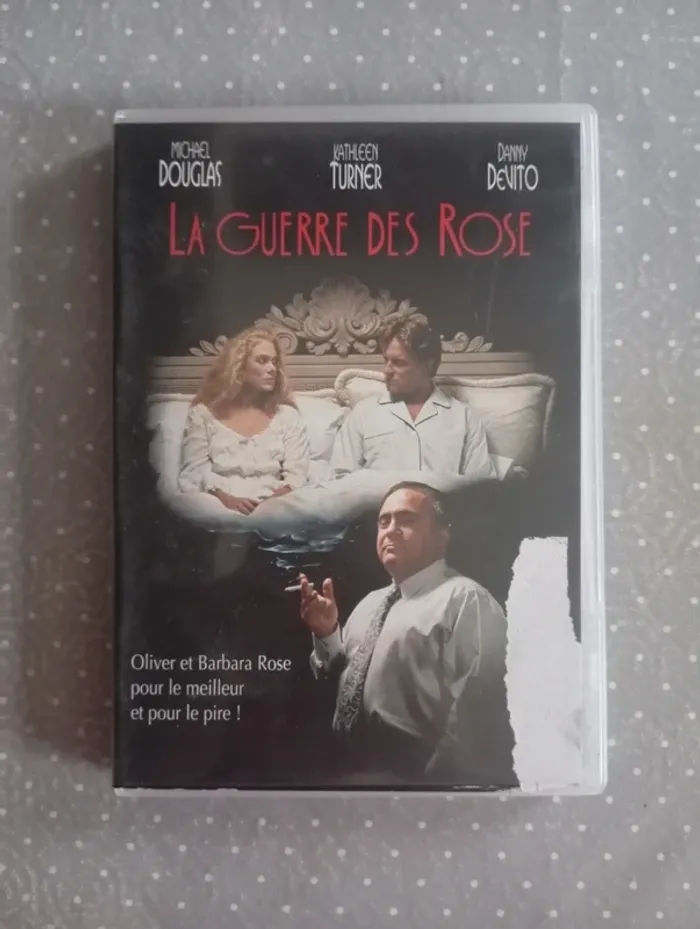 MICHAEL DOUGLAS
KATHLEEN TURNER
DANNY DEVITO
LA GUERRE DES ROSE
Oliver et Barbara Rose
pour le meilleur
et pour le pire !